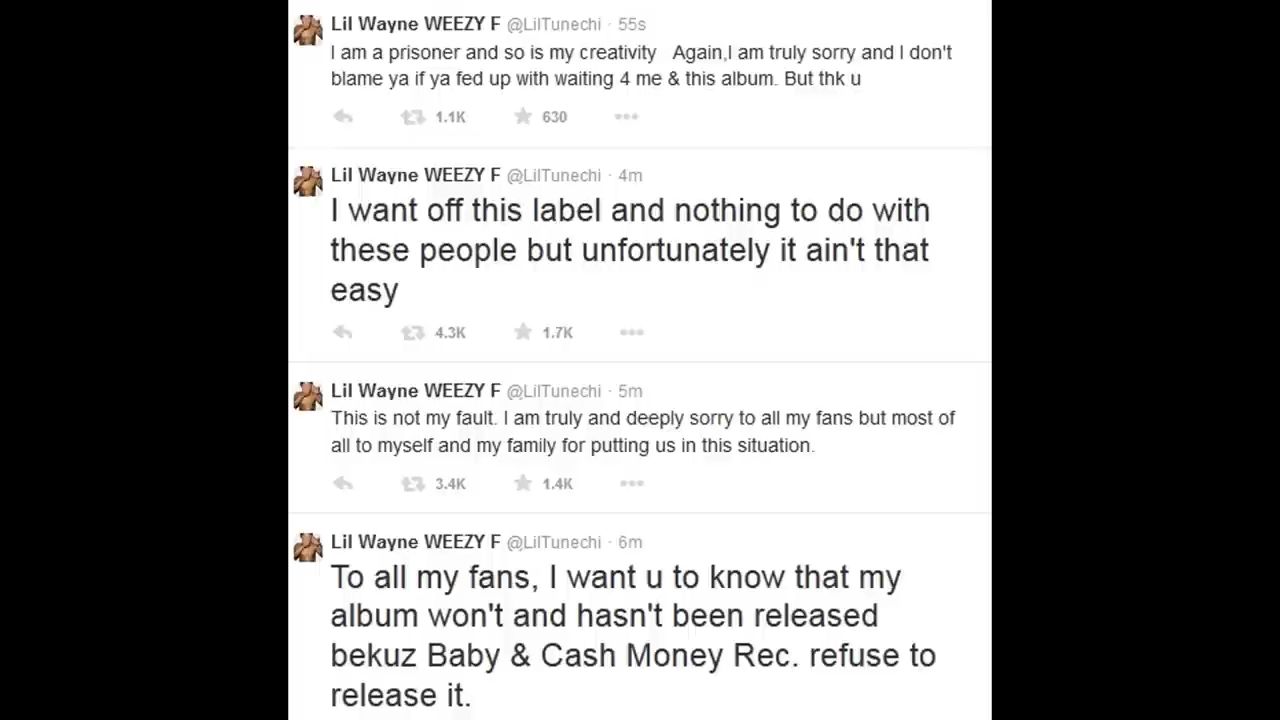 Lil Wayne WEEZY F @LilTunechi · 55s
I am a prisoner and so is my creativity Again,I am truly sorry and I don't
blame ya if ya fed up with waiting 4 me & this album. But thk u
1.1K 630
Lil Wayne WEEZY F @LilTunechi · 4m
I want off this label and nothing to do with
these people but unfortunately it ain't that
easy
4.3K 1.7K
Lil Wayne WEEZY F @LilTunechi · 5m
This is not my fault. I am truly and deeply sorry to all my fans but most of
all to myself and my family for putting us in this situation.
3.4K 1.4K
Lil Wayne WEEZY F @LilTunechi · 6m
To all my fans, I want u to know that my
album won't and hasn't been released
bekuz Baby & Cash Money Rec. refuse to
release it.